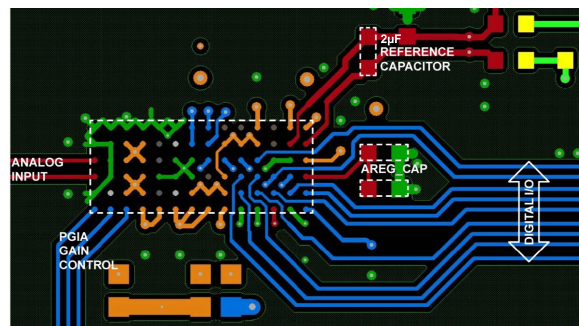 2µF
REFERENCE
CAPACITOR
ANALOG
INPUT
AREG_CAP
DIGITAL I/O
PGIA
GAIN
CONTROL